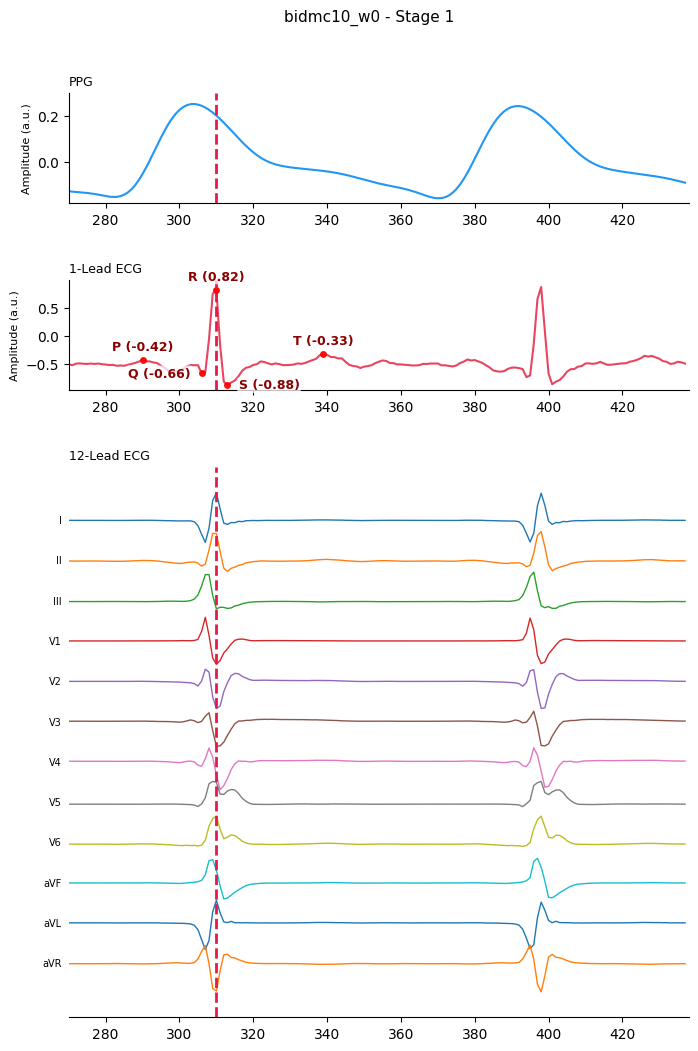 bidmc10_w0 - Stage 1
PPG
Amplitude (a.u.)
0.2
0.0
280 300 320 340 360 380 400 420
1-Lead ECG
Amplitude (a.u.)
0.5
0.0
−0.5
R (0.82)
P (-0.42)
T (-0.33)
Q (-0.66)
S (-0.88)
280 300 320 340 360 380 400 420
12-Lead ECG
I
II
III
V1
V2
V3
V4
V5
V6
aVF
aVL
aVR
280 300 320 340 360 380 400 420